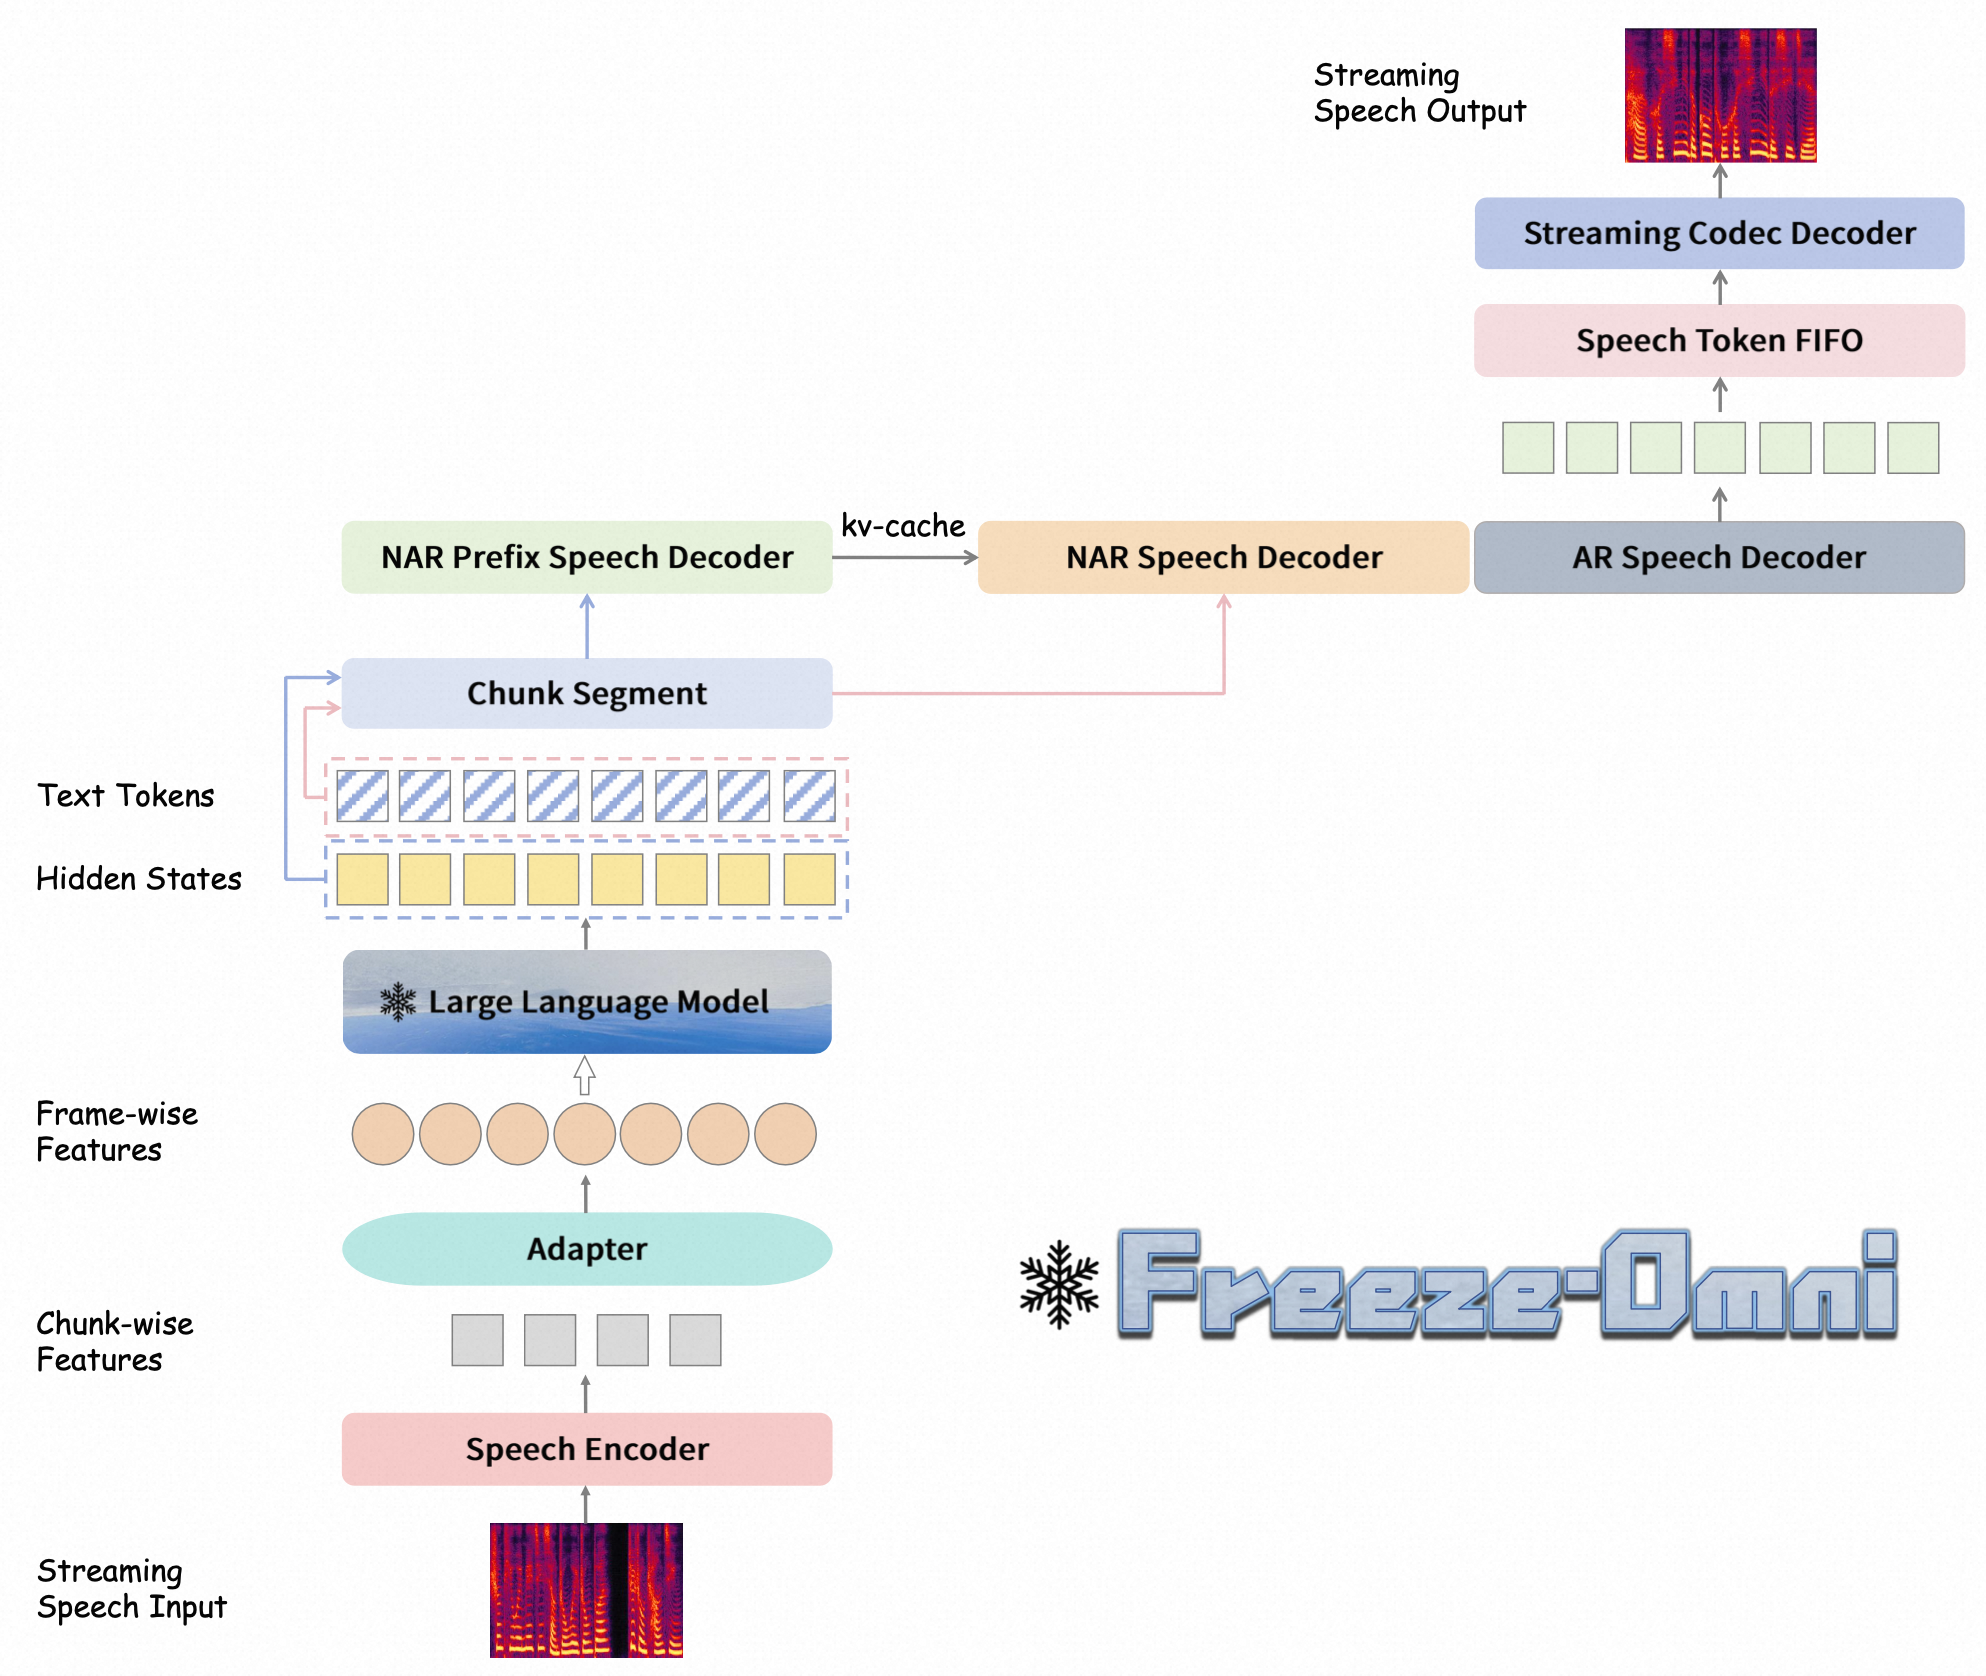 Streaming
Speech Output
Streaming Codec Decoder
Speech Token FIFO
NAR Prefix Speech Decoder
kv-cache
NAR Speech Decoder
AR Speech Decoder
Chunk Segment
Text Tokens
Hidden States
Large Language Model
Frame-wise
Features
Adapter
Freeze-Omni
Chunk-wise
Features
Speech Encoder
Streaming
Speech Input